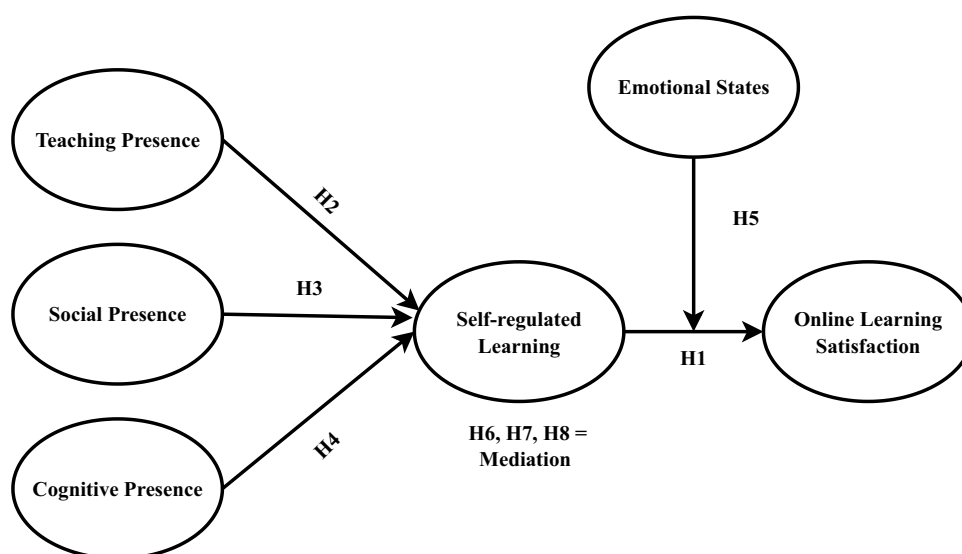 Emotional States
Teaching Presence
H2
H5
H3
Social Presence
Self-regulated
Learning
Online Learning
Satisfaction
H1
H4
H6, H7, H8 =
Mediation
Cognitive Presence